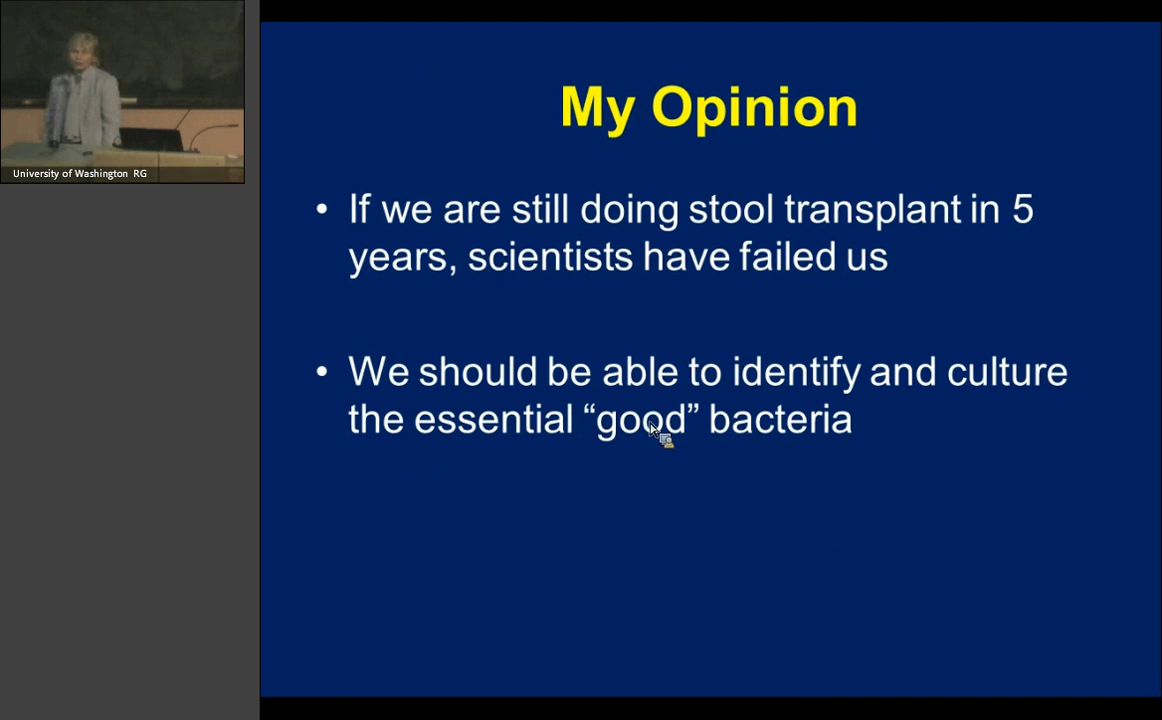 University of Washington RG
My Opinion
• If we are still doing stool transplant in 5
years, scientists have failed us
• We should be able to identify and culture
the essential “good” bacteria